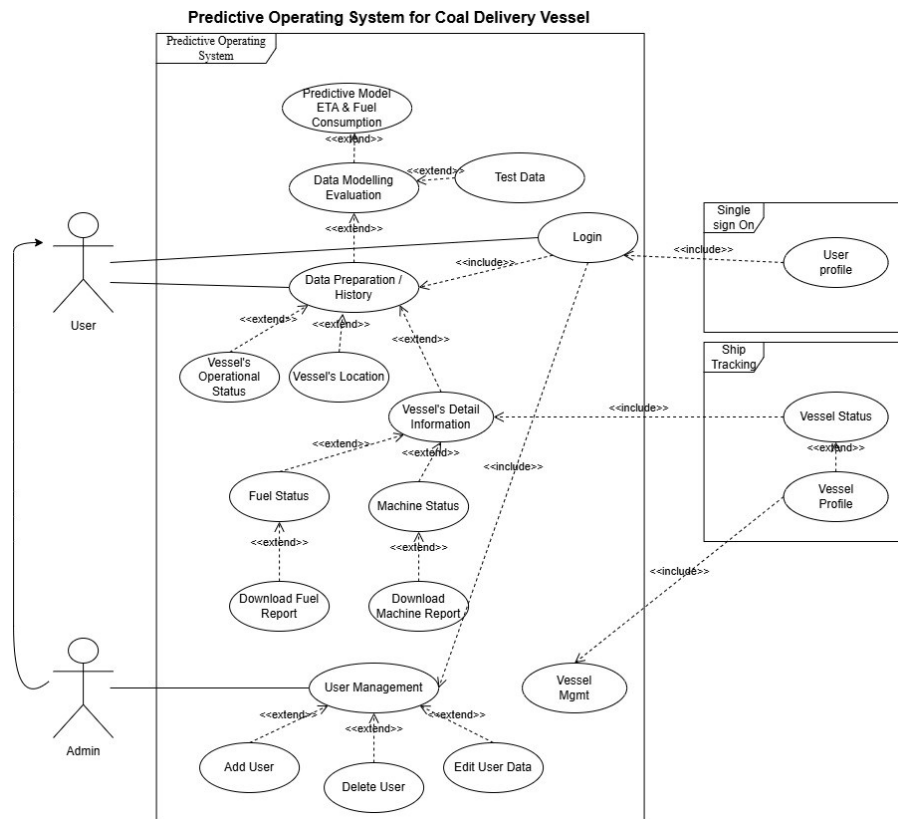 Predictive Operating System for Coal Delivery Vessel
Predictive Operating
System
Predictive Model
ETA & Fuel
Consumption
<<extend>>
<<extend>>
Data Modelling
Evaluation
Test Data
<<extend>>
Login
Single
sign On
<<include>>
User
profile
<<include>>
Data Preparation /
History
User
<<extend>>
<<extend>>
<<extend>>
Vessel's
Operational
Status
Vessel's Location
Ship
Tracking
Vessel's Detail
Information
<<include>>
Vessel Status
<<extend>>
<<extend>>
<<extend>>
<<include>>
Fuel Status
Machine Status
Vessel
Profile
<<extend>>
<<extend>>
<<include>>
Download Fuel
Report
Download
Machine Report
User Management
Vessel
Mgmt
<<extend>>
<<extend>>
<<extend>>
Admin
Add User
Delete User
Edit User Data